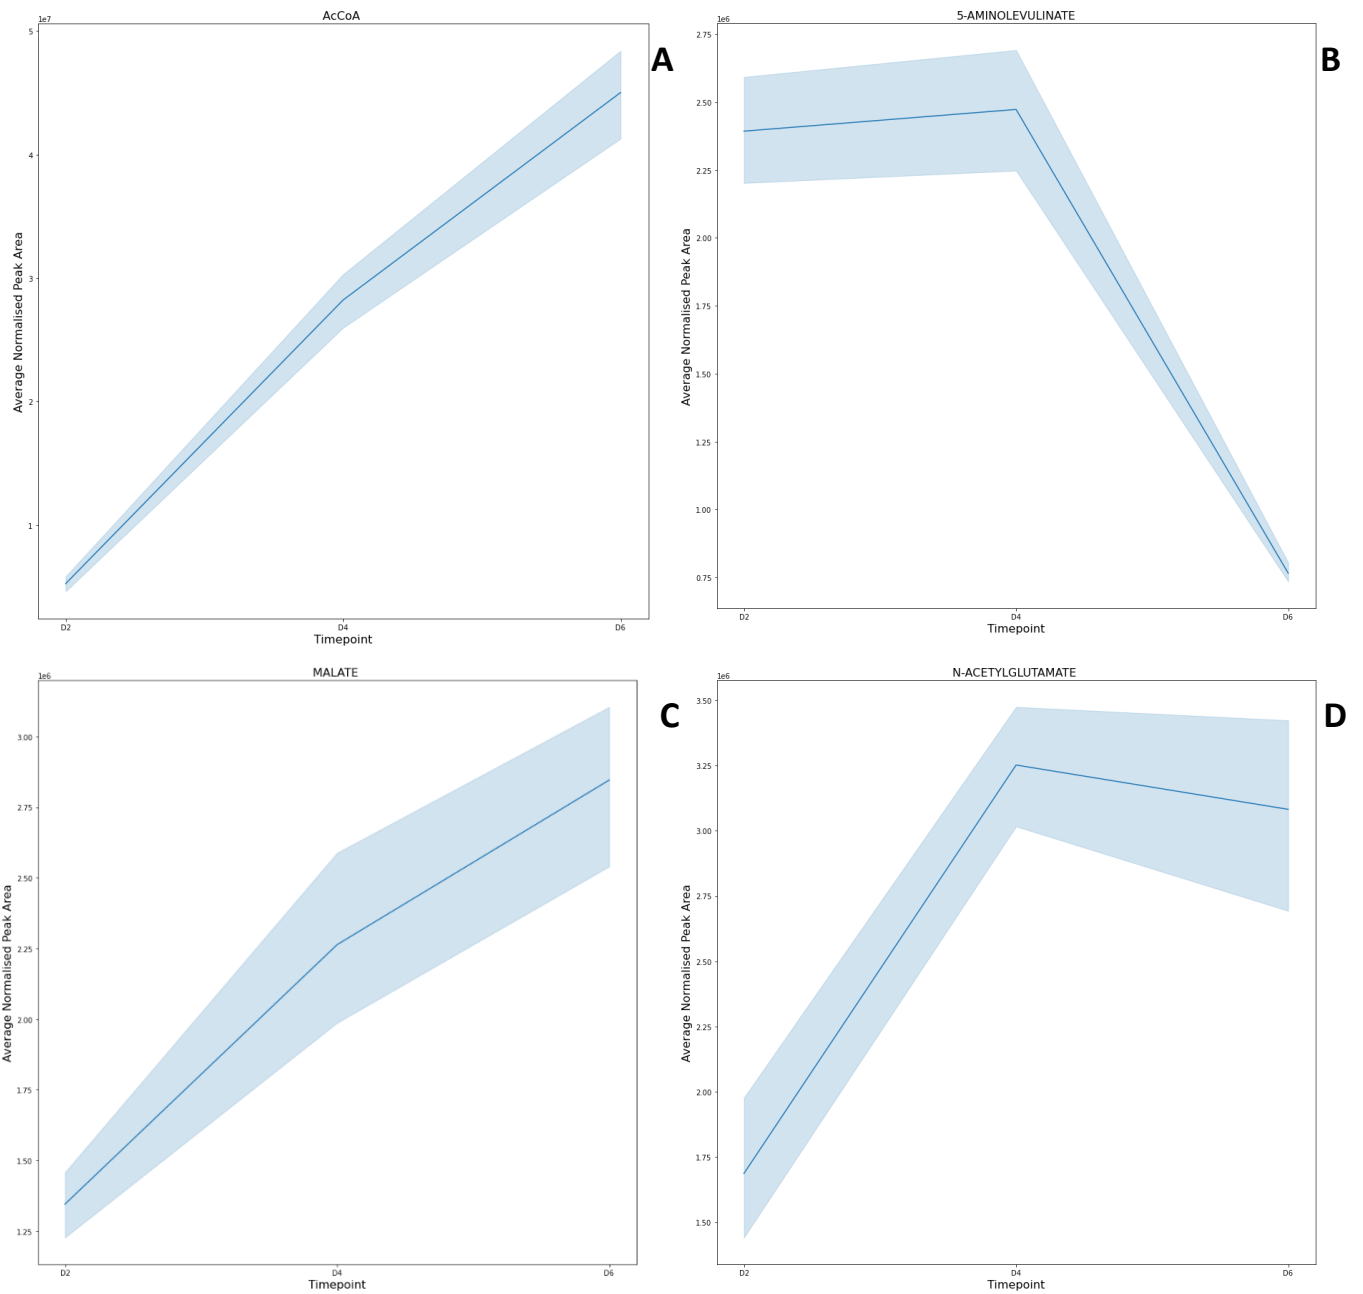 AcCoA
1e7
5
4
3
2
1
Average Normalised Peak Area
D2 D4 D6
Timepoint
A
5-AMINOLEVULINATE
1e6
2.75
2.50
2.25
2.00
1.75
1.50
1.25
1.00
0.75
Average Normalised Peak Area
D2 D4 D6
Timepoint
B
MALATE
1e6
3.00
2.75
2.50
2.25
2.00
1.75
1.50
1.25
Average Normalised Peak Area
D2 D4 D6
Timepoint
C
N-ACETYLGLUTAMATE
1e6
3.50
3.25
3.00
2.75
2.50
2.25
2.00
1.75
1.50
Average Normalised Peak Area
D2 D4 D6
Timepoint
D